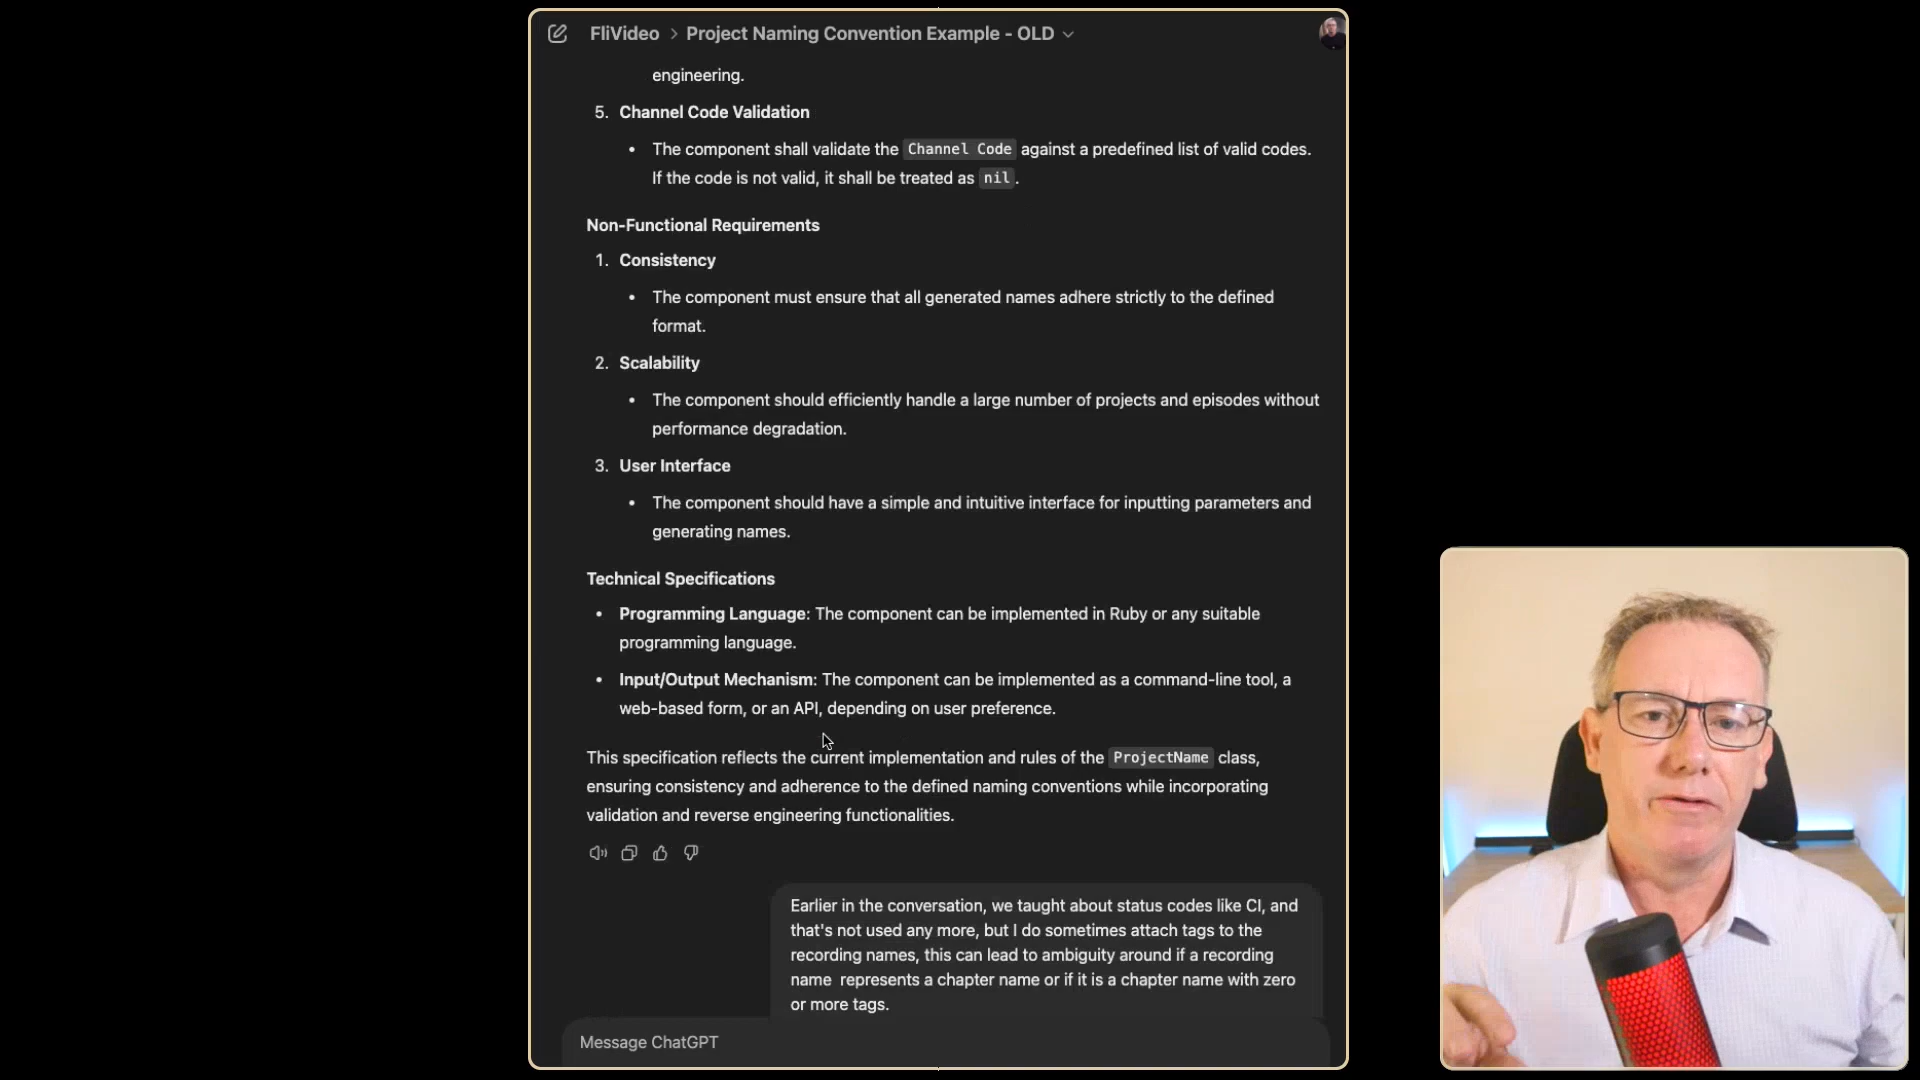 FliVideo > Project Naming Convention Example - OLD
engineering.
5. Channel Code Validation
• The component shall validate the Channel Code against a predefined list of valid codes.
If the code is not valid, it shall be treated as nil.
Non-Functional Requirements
1. Consistency
• The component must ensure that all generated names adhere strictly to the defined
format.
2. Scalability
• The component should efficiently handle a large number of projects and episodes without
performance degradation.
3. User Interface
• The component should have a simple and intuitive interface for inputting parameters and
generating names.
Technical Specifications
• Programming Language: The component can be implemented in Ruby or any suitable
programming language.
• Input/Output Mechanism: The component can be implemented as a command-line tool, a
web-based form, or an API, depending on user preference.
This specification reflects the current implementation and rules of the ProjectName class,
ensuring consistency and adherence to the defined naming conventions while incorporating
validation and reverse engineering functionalities.
Earlier in the conversation, we taught about status codes like CI, and
that's not used any more, but I do sometimes attach tags to the
recording names, this can lead to ambiguity around if a recording
name represents a chapter name or if it is a chapter name with zero
or more tags.
Message ChatGPT